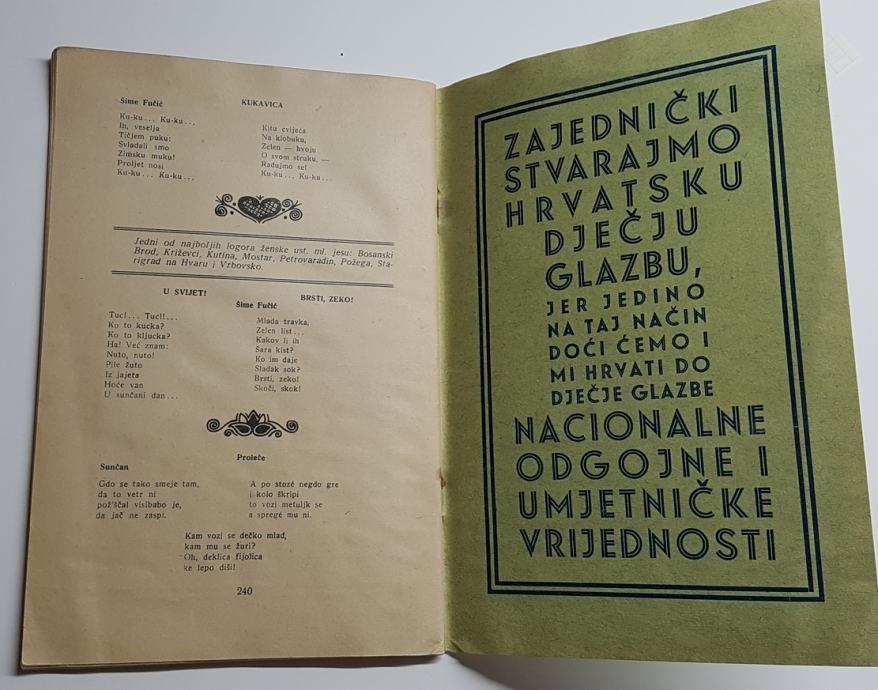 KUKAVICA
Šime Fučić
Ku-ku... Ku-ku...
Ih, veselja
Tičjem puku:
Svladali smo
Zimsku muku!
Proljet nosi
Ku-ku... Ku-ku...
Kitu cvijeća
Na klobuku,
Zelen — hvoju
O svom struku, —
Radujmo se!
Ku-ku... Ku-ku...
Jedni od najboljih logora ženske ust. ml. jesu: Bosanski
Brod, Križevci, Kutina, Mostar, Petrovaradin, Požega, Sta-
rigrad na Hvaru i Vrbovsko.
U SVIJET!
BRSTI, ZEKO!
Šime Fučić
Tuc!... Tuc!!...
Ko to kucka?
Ko to kljucka?
Ha! Već znam:
Nuto, nuto!
Pile žuto
Iz jajeta
Hoće van
U sunčani dan...
Mlada travka,
Zelen list...
Kakov li ih
Šara kist?
Ko im daje
Sladak sok?
Brsti, zeko!
Skoči, skok!
Proleče
Sunčan
Gdo se tako smeje tam,
da to vetr ni
pož'ščal visibabo je,
da jač ne zaspi.
A po stozé negdo gre
i kolo škripi
to vozi metuljk se
a spregé mu ni.
Kam vozi se dečko mlad,
kam mu se žuri?
Oh, deklica fijolica
ke lepo diši!
240
ZAJEDNIČKI
STVARAJMO
HRVATSKU
DJEČJU
GLAZBU,
JER JEDINO
NA TAJ NAČIN
DOĆI ĆEMO I
MI HRVATI DO
DJEČJE GLAZBE
NACIONALNE
ODGOJNE I
UMJETNIČKE
VRIJEDNOSTI